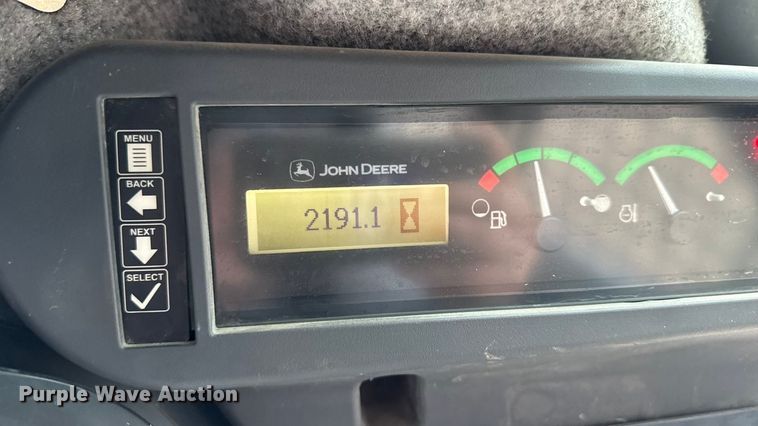 MENU
BACK
NEXT
SELECT
JOHN DEERE
2191.1
Purple Wave Auction®